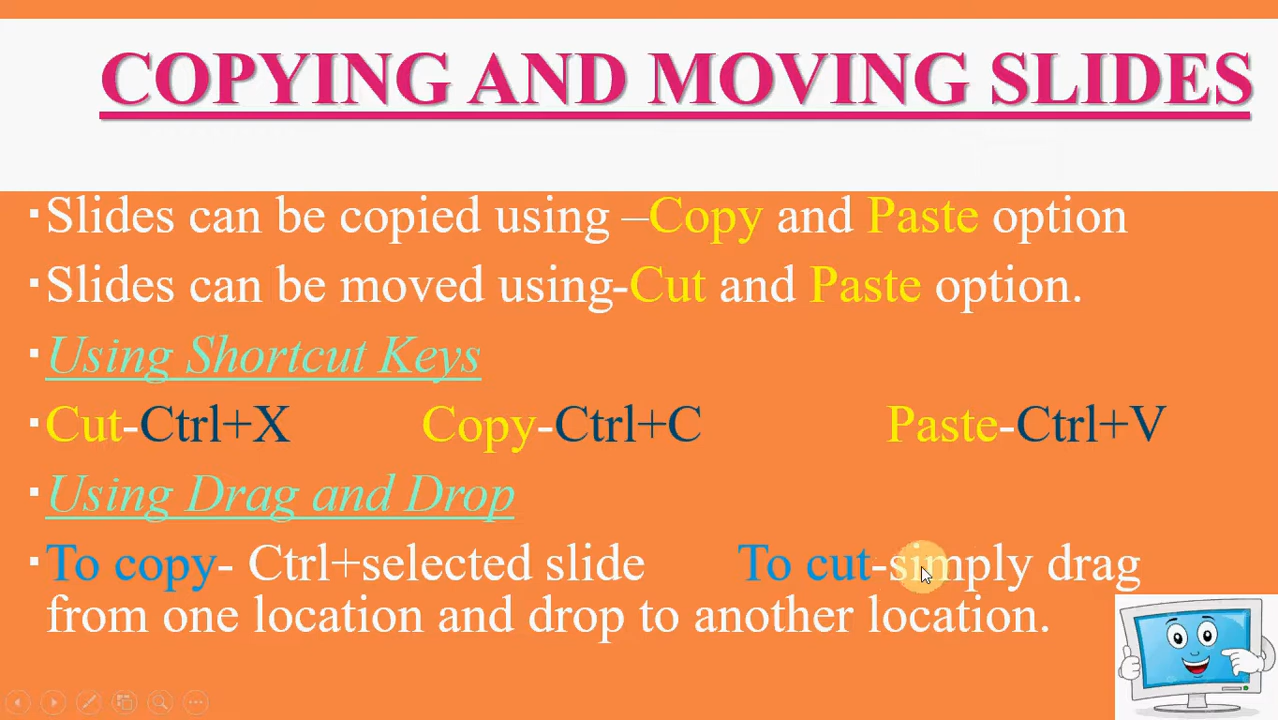 COPYING AND MOVING SLIDES
▪Slides can be copied using –Copy and Paste option
▪Slides can be moved using-Cut and Paste option.
▪Using Shortcut Keys
▪Cut-Ctrl+X Copy-Ctrl+C Paste-Ctrl+V
▪Using Drag and Drop
▪To copy- Ctrl+selected slide To cut-simply drag
from one location and drop to another location.